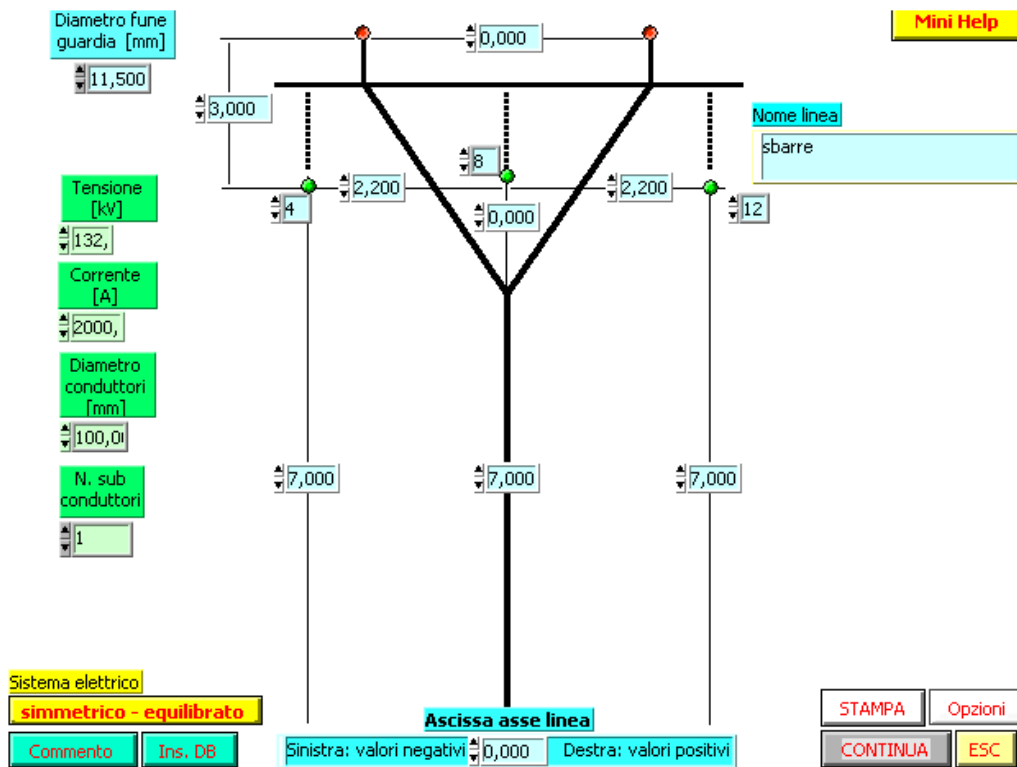 Diametro fune
guardia [mm]
11,500
0,000
Mini Help
3,000
Nome linea
sbarre
8
2,200
2,200
4
0,000
12
Tensione
[kV]
132,
Corrente
[A]
2000,
Diametro
conduttori
[mm]
100,0
7,000
7,000
7,000
N. sub
conduttori
1
Sistema elettrico
simmetrico - equilibrato
Commento
Ins. DB
Ascissa asse linea
Sinistra: valori negativi
0,000
Destra: valori positivi
STAMPA
Opzioni
CONTINUA
ESC